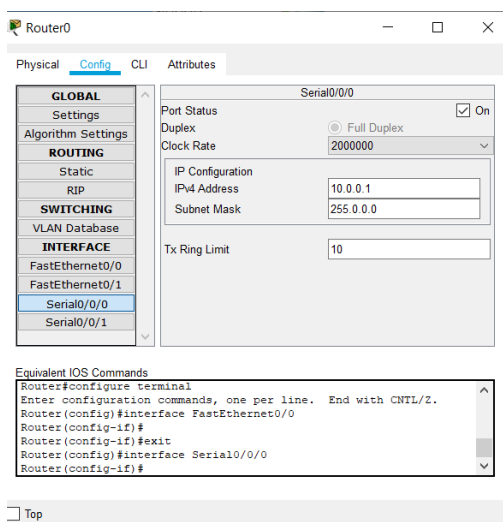 Router0
Physical Config CLI Attributes
GLOBAL
Settings
Algorithm Settings
ROUTING
Static
RIP
SWITCHING
VLAN Database
INTERFACE
FastEthernet0/0
FastEthernet0/1
Serial0/0/0
Serial0/0/1
Serial0/0/0
Port Status On
Duplex Full Duplex
Clock Rate 2000000
IP Configuration
IPv4 Address 10.0.0.1
Subnet Mask 255.0.0.0
Tx Ring Limit 10
Equivalent IOS Commands
Router#configure terminal
Enter configuration commands, one per line. End with CNTL/Z.
Router(config)#interface FastEthernet0/0
Router(config-if)#
Router(config-if)#exit
Router(config)#interface Serial0/0/0
Router(config-if)#
Top